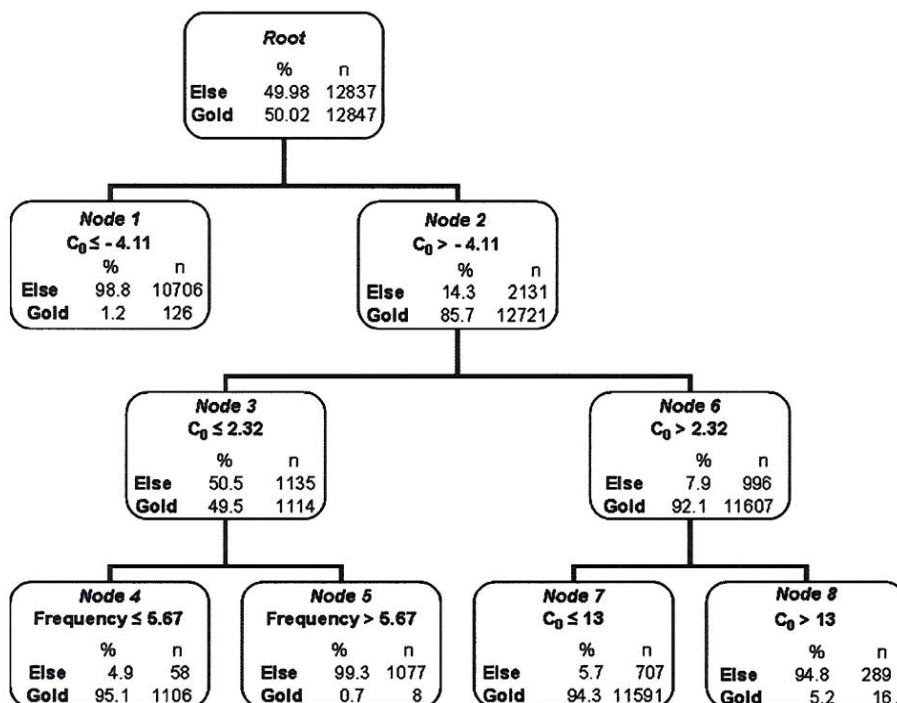 Root
% n
Else 49.98 12837
Gold 50.02 12847
Node 1
C₀ ≤ - 4.11
% n
Else 98.8 10706
Gold 1.2 126
Node 2
C₀ > - 4.11
% n
Else 14.3 2131
Gold 85.7 12721
Node 3
C₀ ≤ 2.32
% n
Else 50.5 1135
Gold 49.5 1114
Node 6
C₀ > 2.32
% n
Else 7.9 996
Gold 92.1 11607
Node 4
Frequency ≤ 5.67
% n
Else 4.9 58
Gold 95.1 1106
Node 5
Frequency > 5.67
% n
Else 99.3 1077
Gold 0.7 8
Node 7
C₀ ≤ 13
% n
Else 5.7 707
Gold 94.3 11591
Node 8
C₀ > 13
% n
Else 94.8 289
Gold 5.2 16